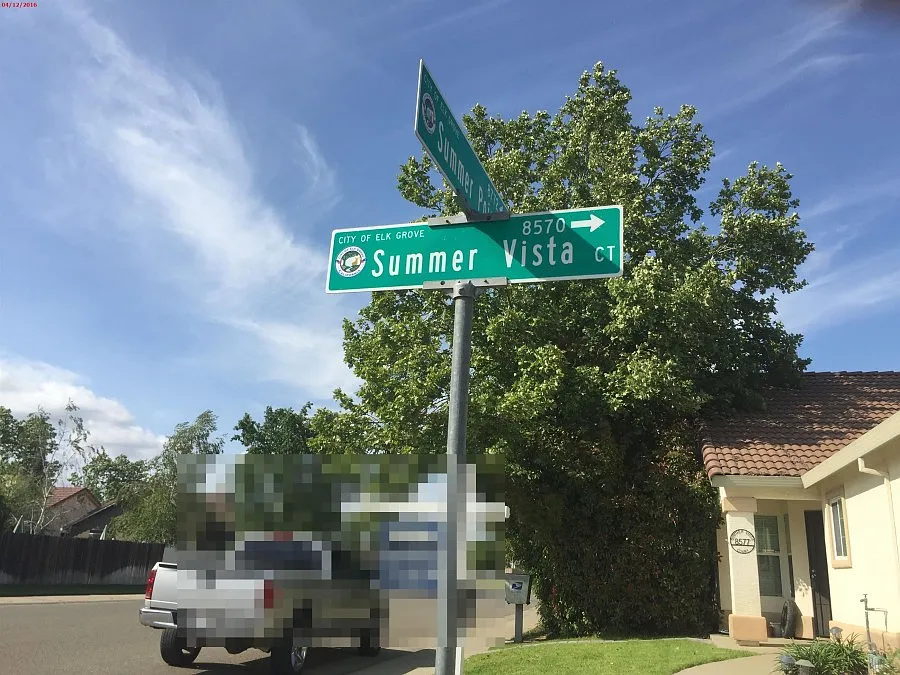 04/12/2016
Summer
CITY OF ELK GROVE
8570 →
Summer Vista CT
8577